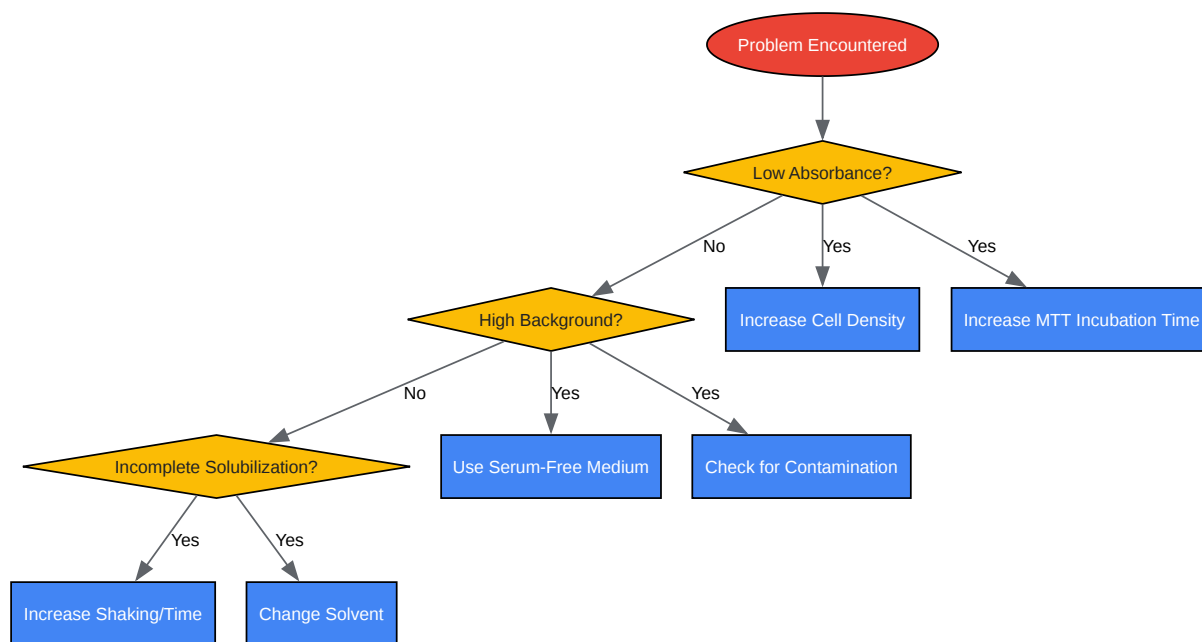 Problem Encountered
Low Absorbance?
No
Yes
Yes
High Background?
Increase Cell Density
Increase MTT Incubation Time
No
Yes
Yes
Incomplete Solubilization?
Use Serum-Free Medium
Check for Contamination
Yes
Yes
Increase Shaking/Time
Change Solvent